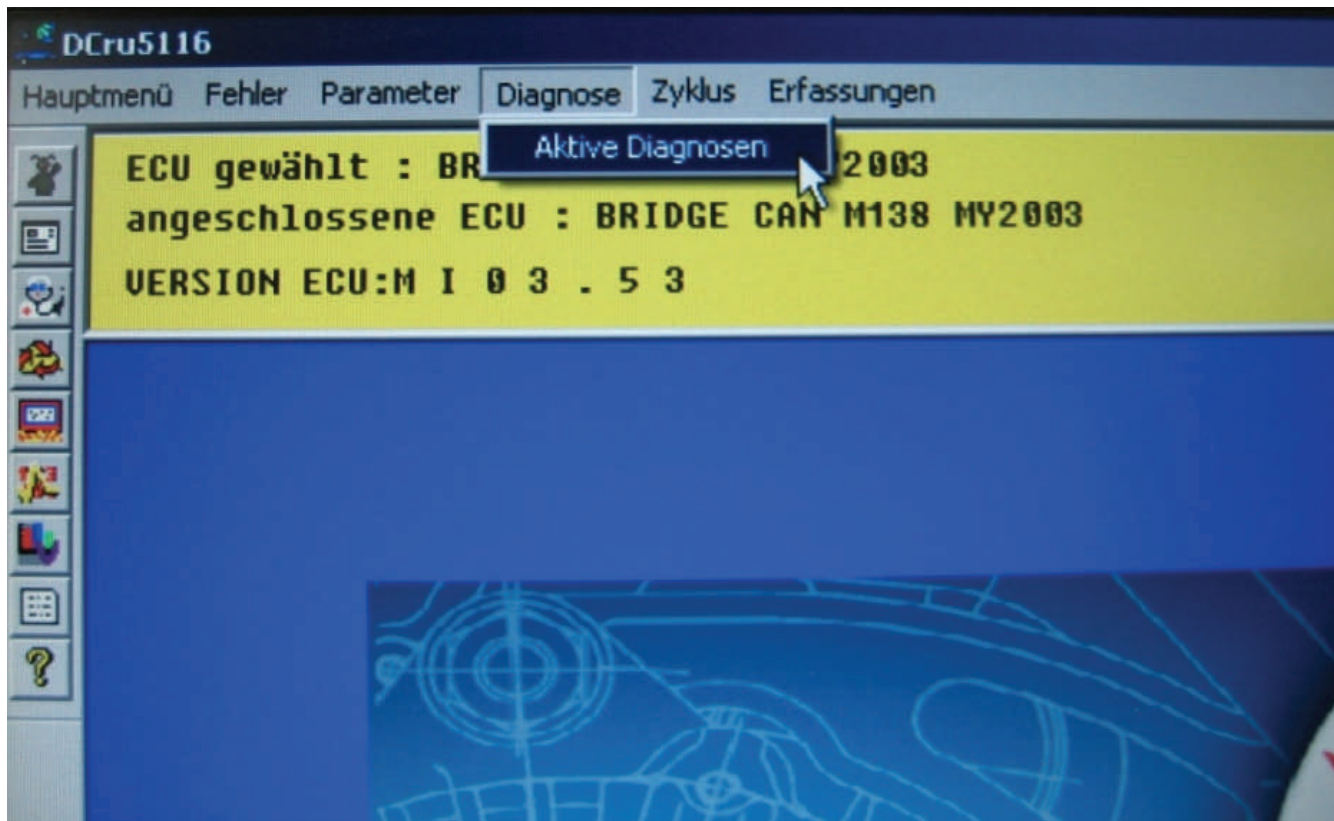 DCru5116
Hauptmenü Fehler Parameter Diagnose Zyklus Erfassungen
Aktive Diagnosen
ECU gewählt : BR 2003
angeschlossene ECU : BRIDGE CAN M138 MY2003
VERSION ECU:M I 0 3 . 5 3